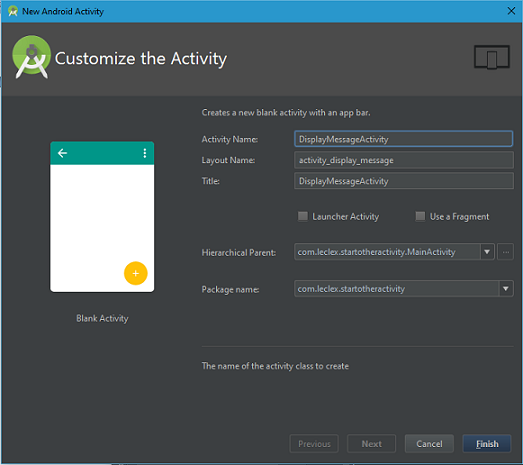 New Android Activity
Customize the Activity
Creates a new blank activity with an app bar.
Activity Name: DisplayMessageActivity
Layout Name: activity_display_message
Title: DisplayMessageActivity
Launcher Activity Use a Fragment
Hierarchical Parent: com.leclex.startotheractivity.MainActivity ...
Package name: com.leclex.startotheractivity
Blank Activity
The name of the activity class to create
Previous Next Cancel Finish